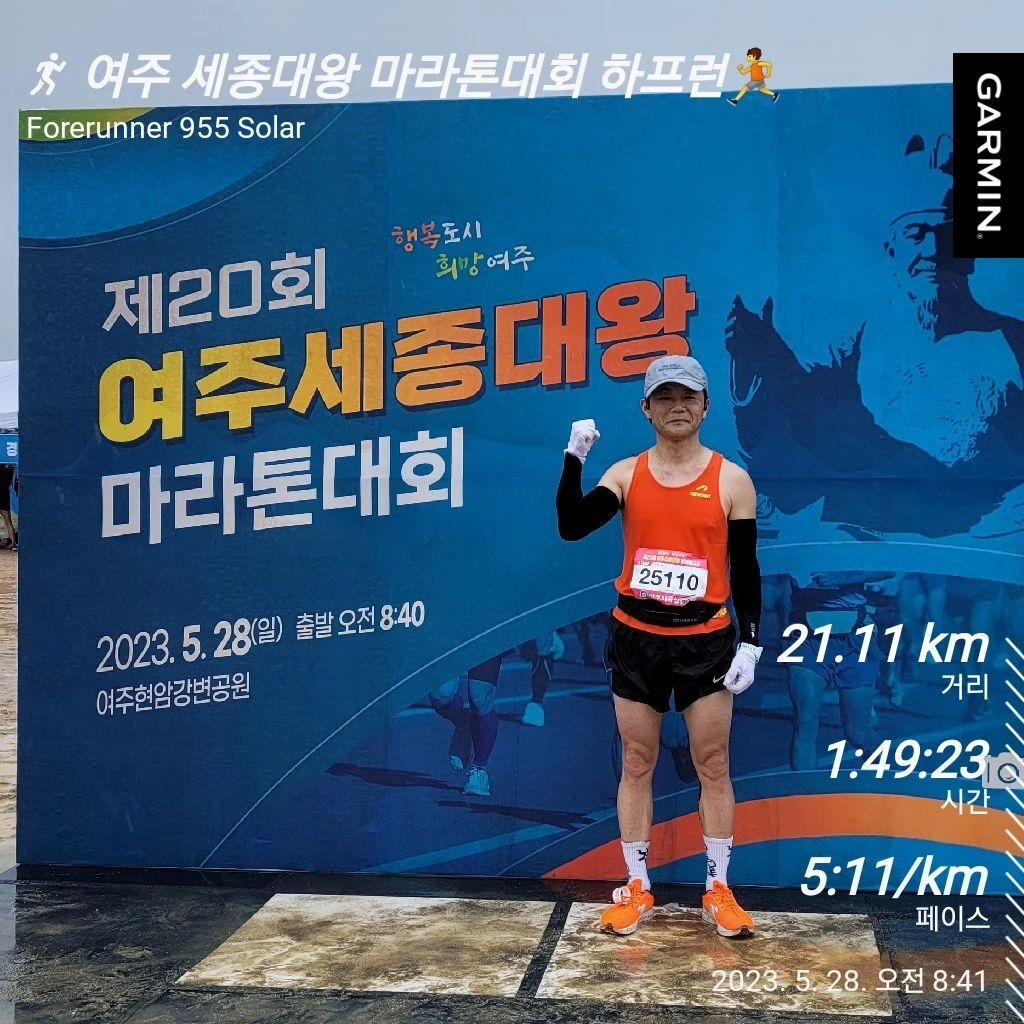 여주 세종대왕 마라톤대회 하프런
Forerunner 955 Solar
GARMIN
행복도시
희망여주
제20회
여주세종대왕
마라톤대회
2023. 5. 28(일) 출발 오전 8:40
여주현암강변공원
25110
21.11 km
거리
1:49:23
시간
5:11/km
페이스
2023. 5. 28. 오전 8:41